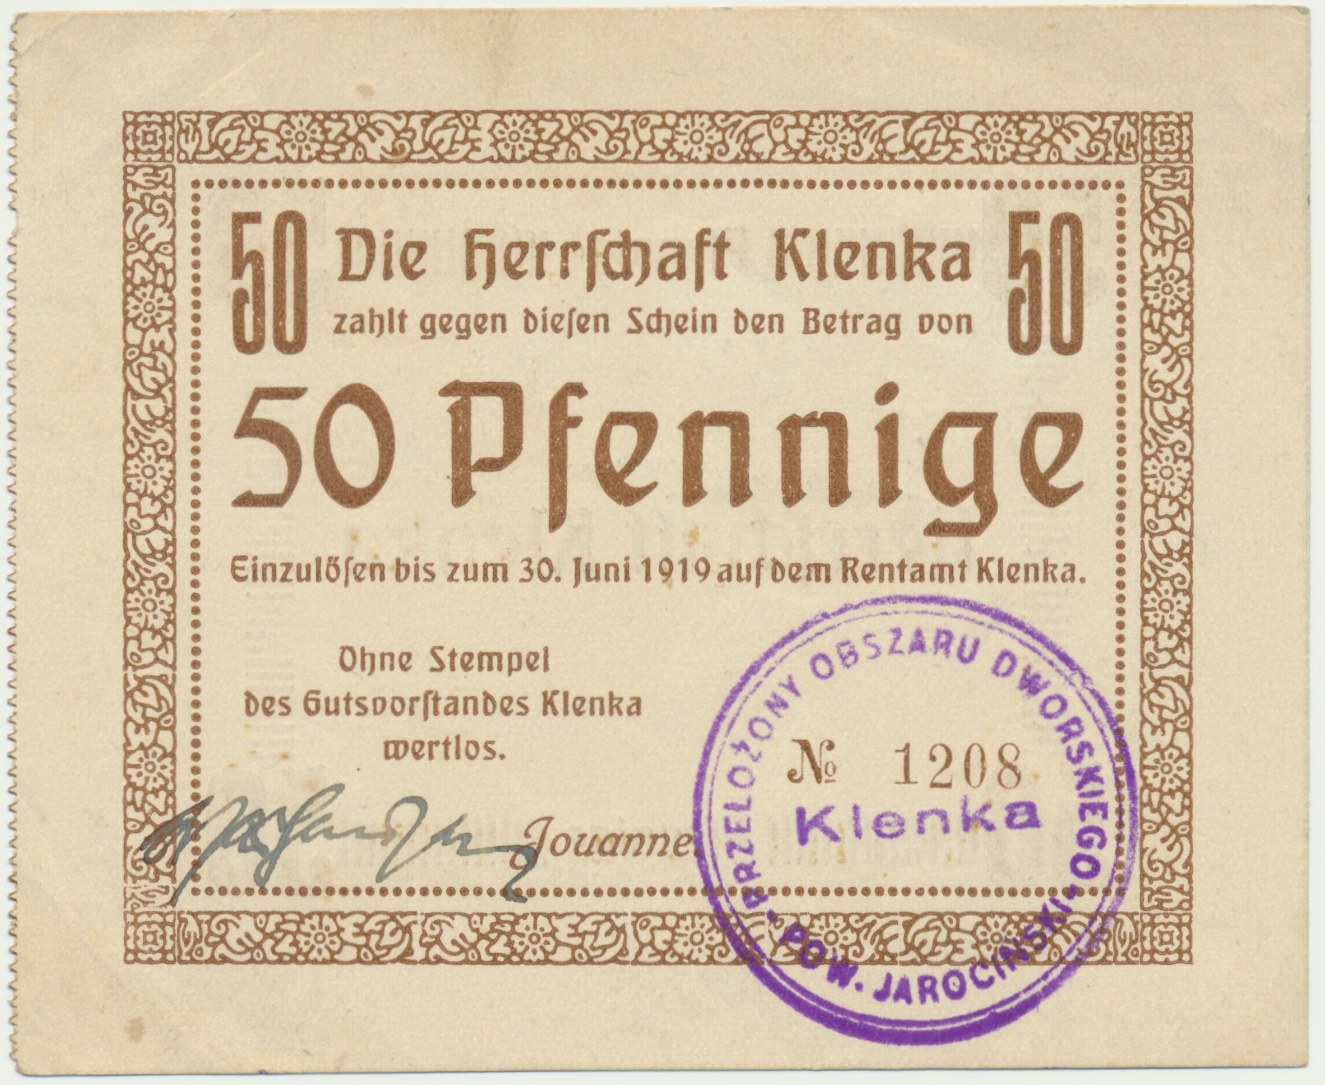 50 Die Herrschaft Klenka 50
zahlt gegen diesen Schein den Betrag von
50 Pfennige
Einzulösen bis zum 30. Juni 1919 auf dem Rentamt Klenka.
Ohne Stempel
des Gutsvorstandes Klenka
wertlos.
Jouanne.
№ 1208
PRZEŁOŻONY OBSZARU DWORSKIEGO
Klenka
- POW. JAROCIŃSKI -